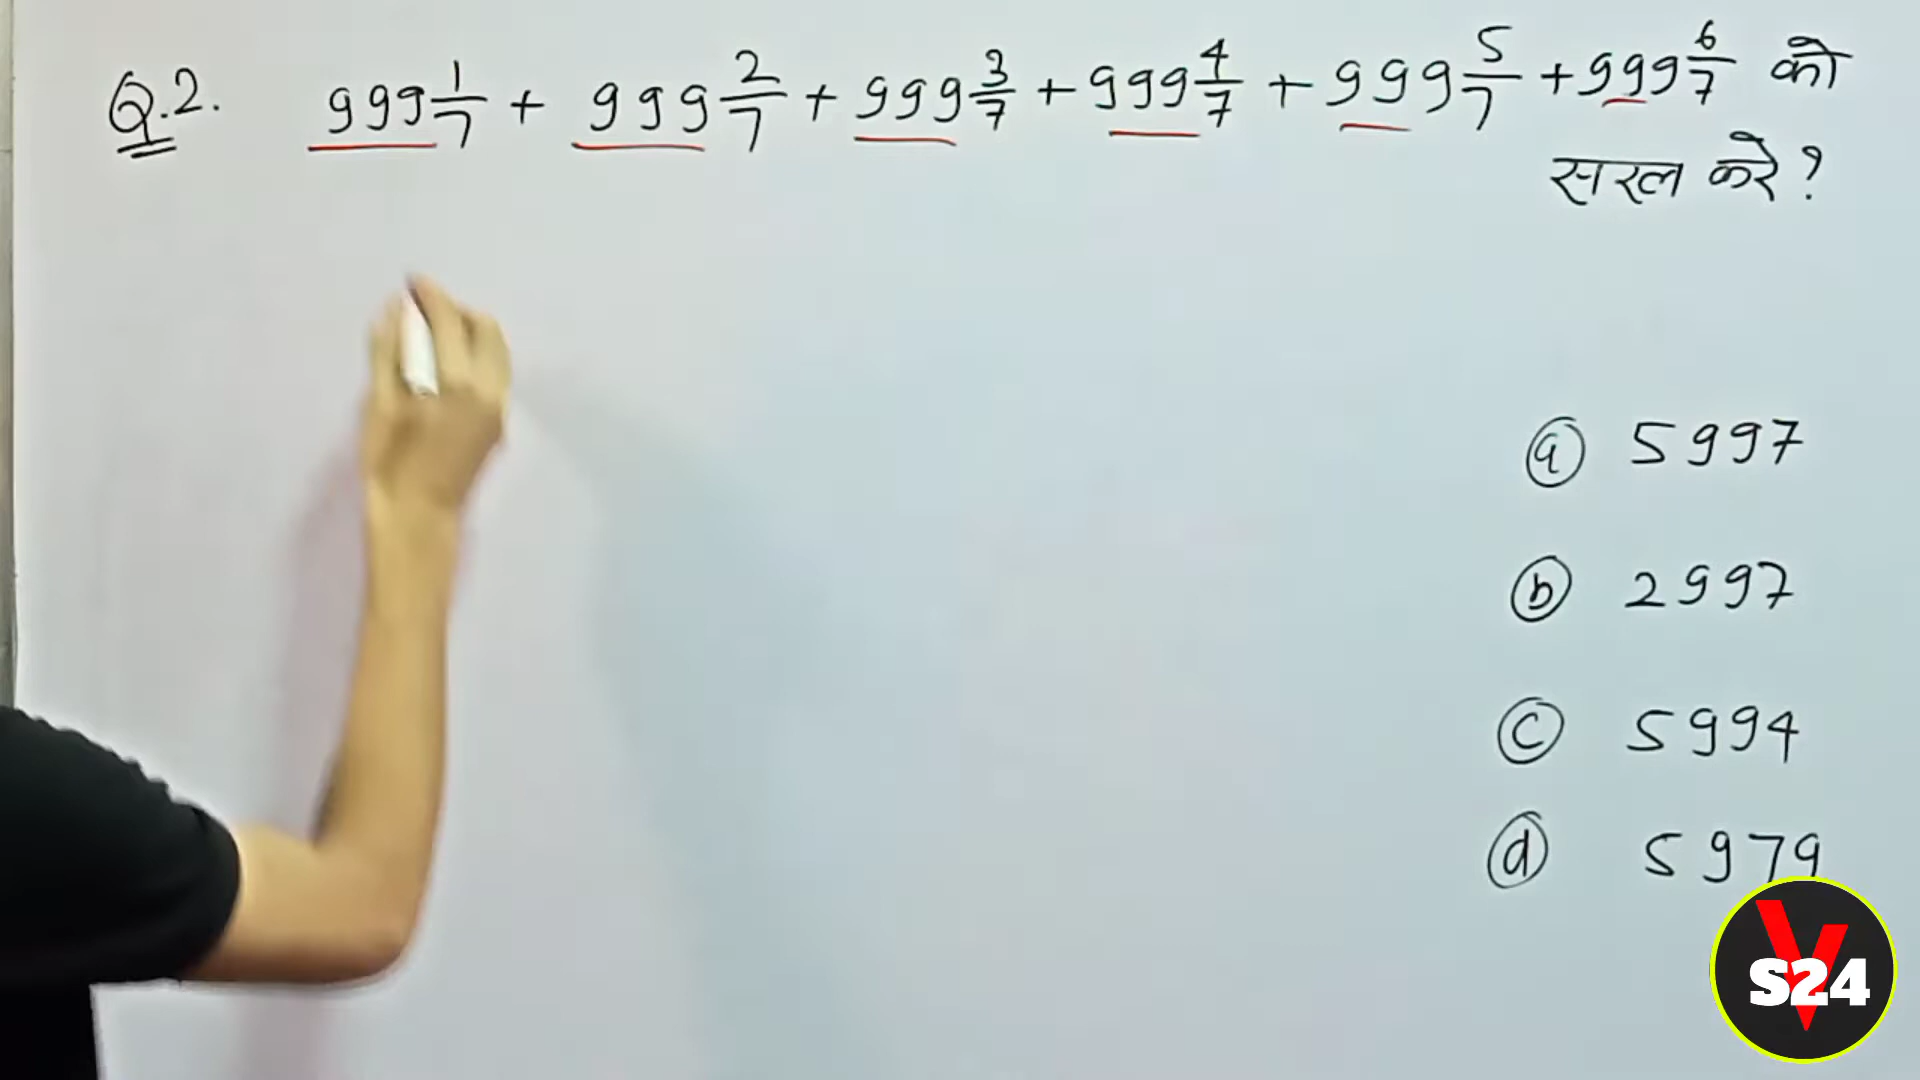 Q.2. 999 1/7 + 999 2/7 + 999 3/7 + 999 4/7 + 999 5/7 + 999 6/7 को
सरल करे ?
(a) 5997
(b) 2997
(c) 5994
(d) 5979
VS24